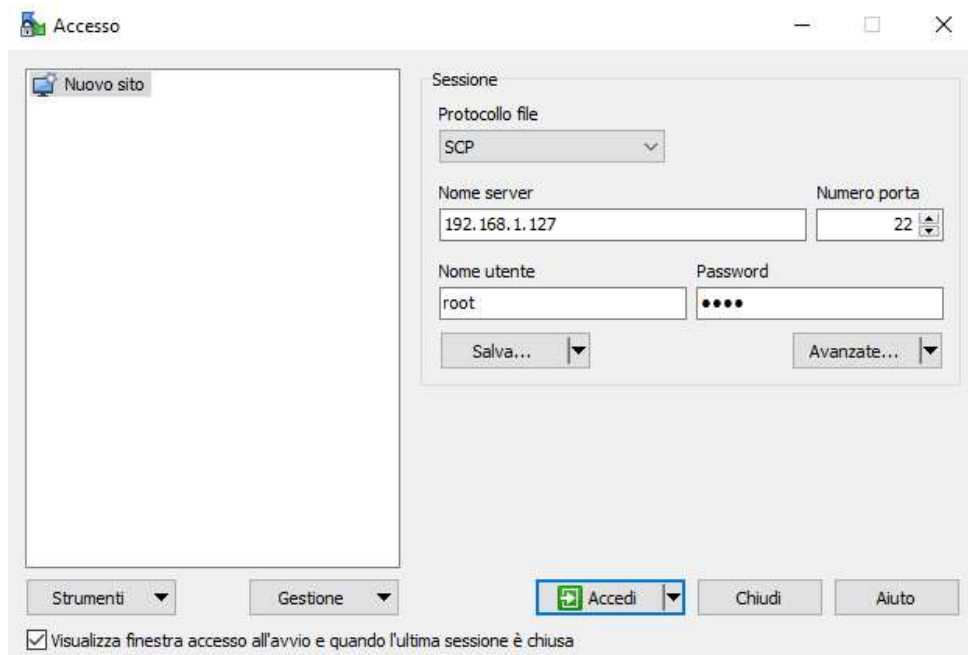 Accesso
Nuovo sito
Sessione
Protocollo file
SCP
Nome server
Numero porta
192.168.1.127
22
Nome utente
Password
root
••••
Salva...
Avanzate...
Strumenti
Gestione
Accedi
Chiudi
Aiuto
Visualizza finestra accesso all'avvio e quando l'ultima sessione è chiusa